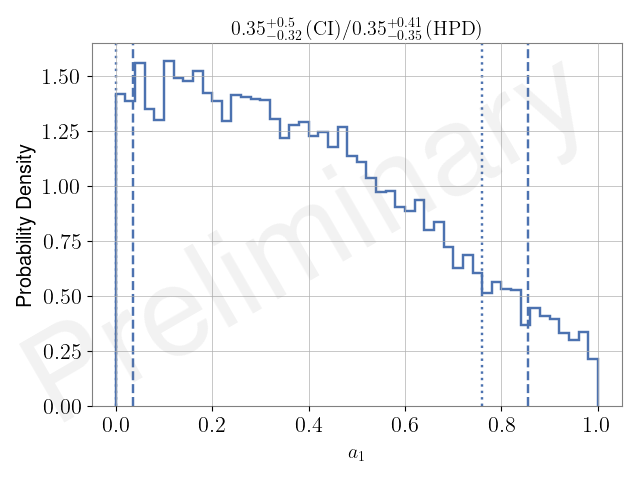 0.35^{+0.5}_{-0.32}(CI)/0.35^{+0.41}_{-0.35}(HPD)
Probability Density
1.50
1.25
1.00
0.75
0.50
0.25
0.00
0.0 0.2 0.4 0.6 0.8 1.0
a_1
Preliminary